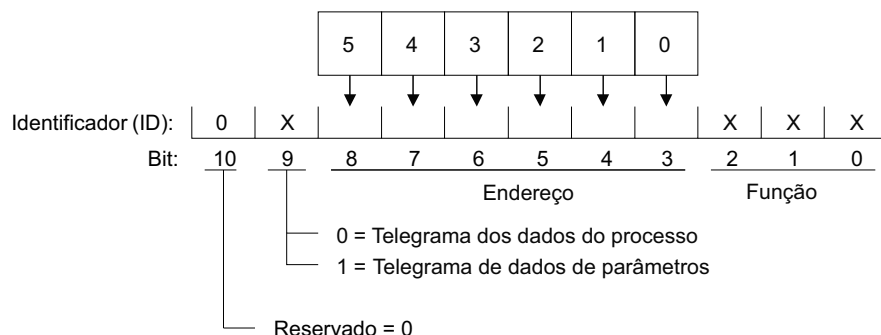 5 4 3 2 1 0
Identificador (ID): 0 X X X X
Bit: 10 9 8 7 6 5 4 3 2 1 0
Endereço Função
0 = Telegrama dos dados do processo
1 = Telegrama de dados de parâmetros
Reservado = 0